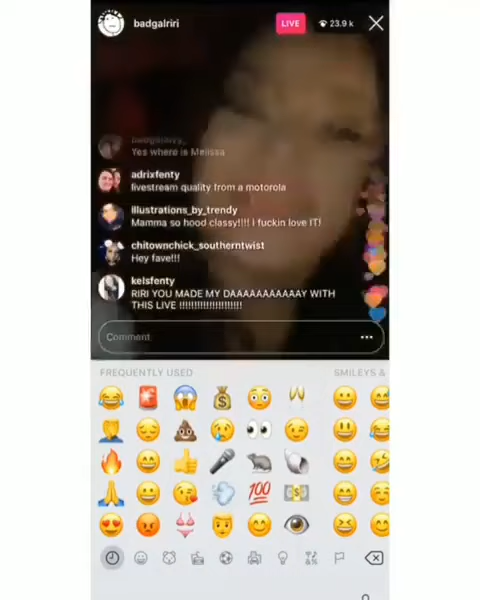 badgalriri
LIVE
23.9 k
Yes where is Melissa
adrixfenty
livestream quality from a motorola
illustrations_by_trendy
Mamma so hood classy!!!! i fuckin love IT!
chitownchick_southerntwist
Hey fave!!!
kelsfenty
RIRI YOU MADE MY DAAAAAAAAAAAY WITH
THIS LIVE !!!!!!!!!!!!!!!!!!!!!!
Comment
FREQUENTLY USED
SMILEYS &
100